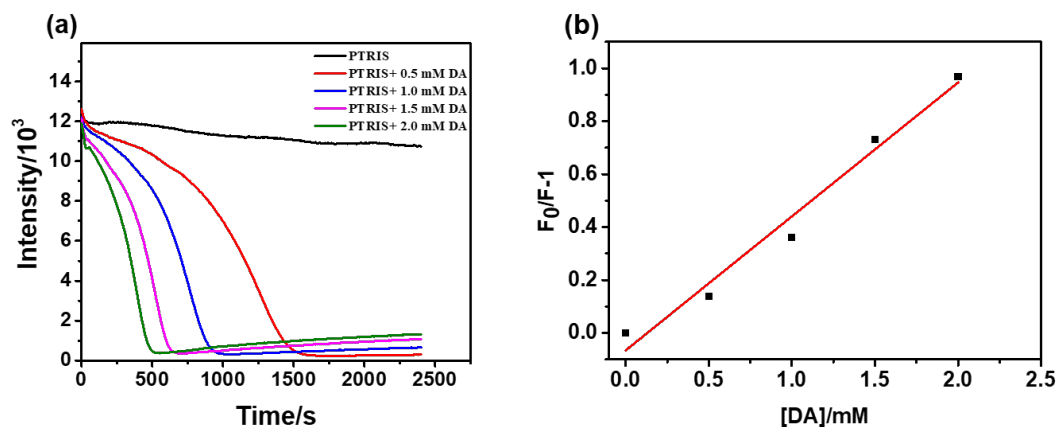 (a)
PTRIS
PTRIS+ 0.5 mM DA
PTRIS+ 1.0 mM DA
PTRIS+ 1.5 mM DA
PTRIS+ 2.0 mM DA
14
12
10
8
6
4
2
0
Intensity/10³
0 500 1000 1500 2000 2500
Time/s
(b)
1.0
0.8
0.6
0.4
0.2
0.0
F₀/F-1
0.0 0.5 1.0 1.5 2.0 2.5
[DA]/mM